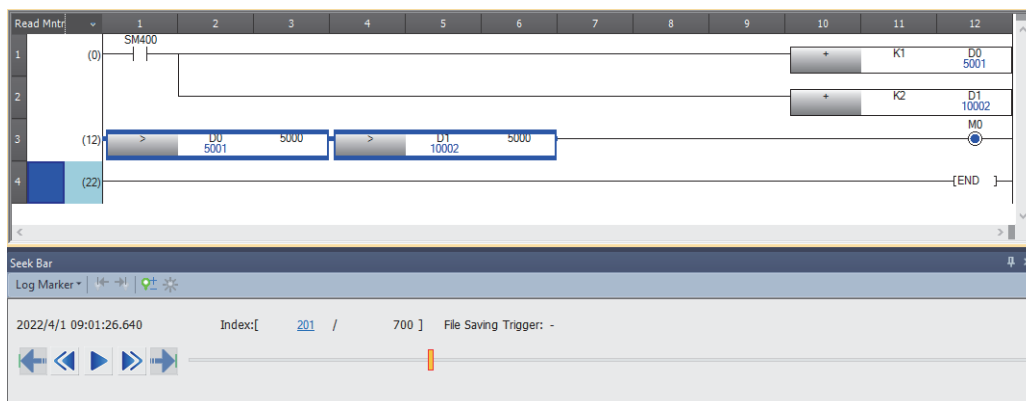 Read Mntr 1 2 3 4 5 6 7 8 9 10 11 12
SM400
1 (0) + K1 D0
5001
2 + K2 D1
10002
M0
3 (12) > D0 5000 > D1 5000
5001 10002
4 (22) [END ]
Seek Bar
Log Marker
2022/4/1 09:01:26.640 Index:[ 201 / 700 ] File Saving Trigger: -